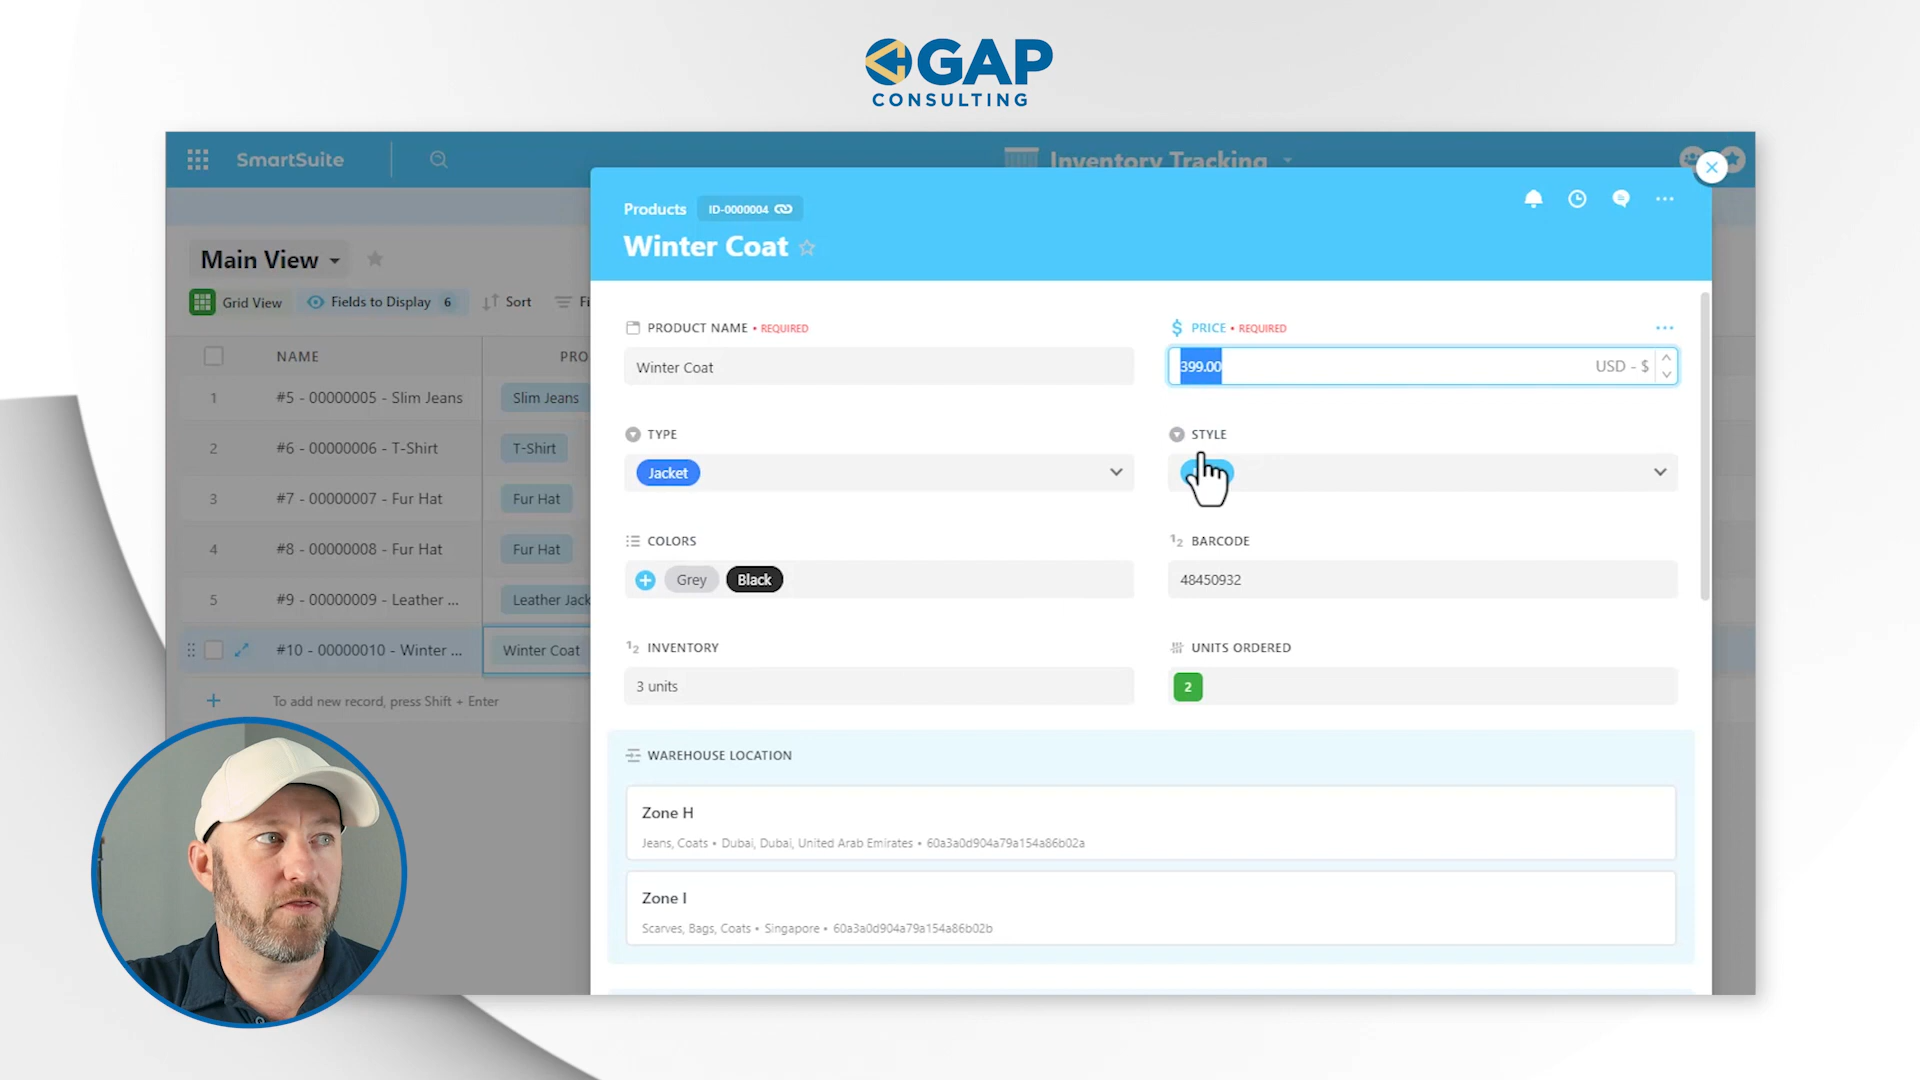 GAP
CONSULTING
SmartSuite
Inventory Tracking
Products
ID-0000004
Winter Coat
Main View
Grid View
Fields to Display 6
Sort
Fi
NAME
PRO
1 #5 - 00000005 - Slim Jeans Slim Jeans
2 #6 - 00000006 - T-Shirt T-Shirt
3 #7 - 00000007 - Fur Hat Fur Hat
4 #8 - 00000008 - Fur Hat Fur Hat
5 #9 - 00000009 - Leather ... Leather Jack
#10 - 00000010 - Winter ... Winter Coat
To add new record, press Shift + Enter
PRODUCT NAME • REQUIRED
Winter Coat
PRICE • REQUIRED
399.00 USD - $
TYPE
Jacket
STYLE
COLORS
Grey Black
BARCODE
48450932
INVENTORY
3 units
UNITS ORDERED
2
WAREHOUSE LOCATION
Zone H
Jeans, Coats • Dubai, Dubai, United Arab Emirates • 60a3a0d904a79a154a86b02a
Zone I
Scarves, Bags, Coats • Singapore • 60a3a0d904a79a154a86b02b